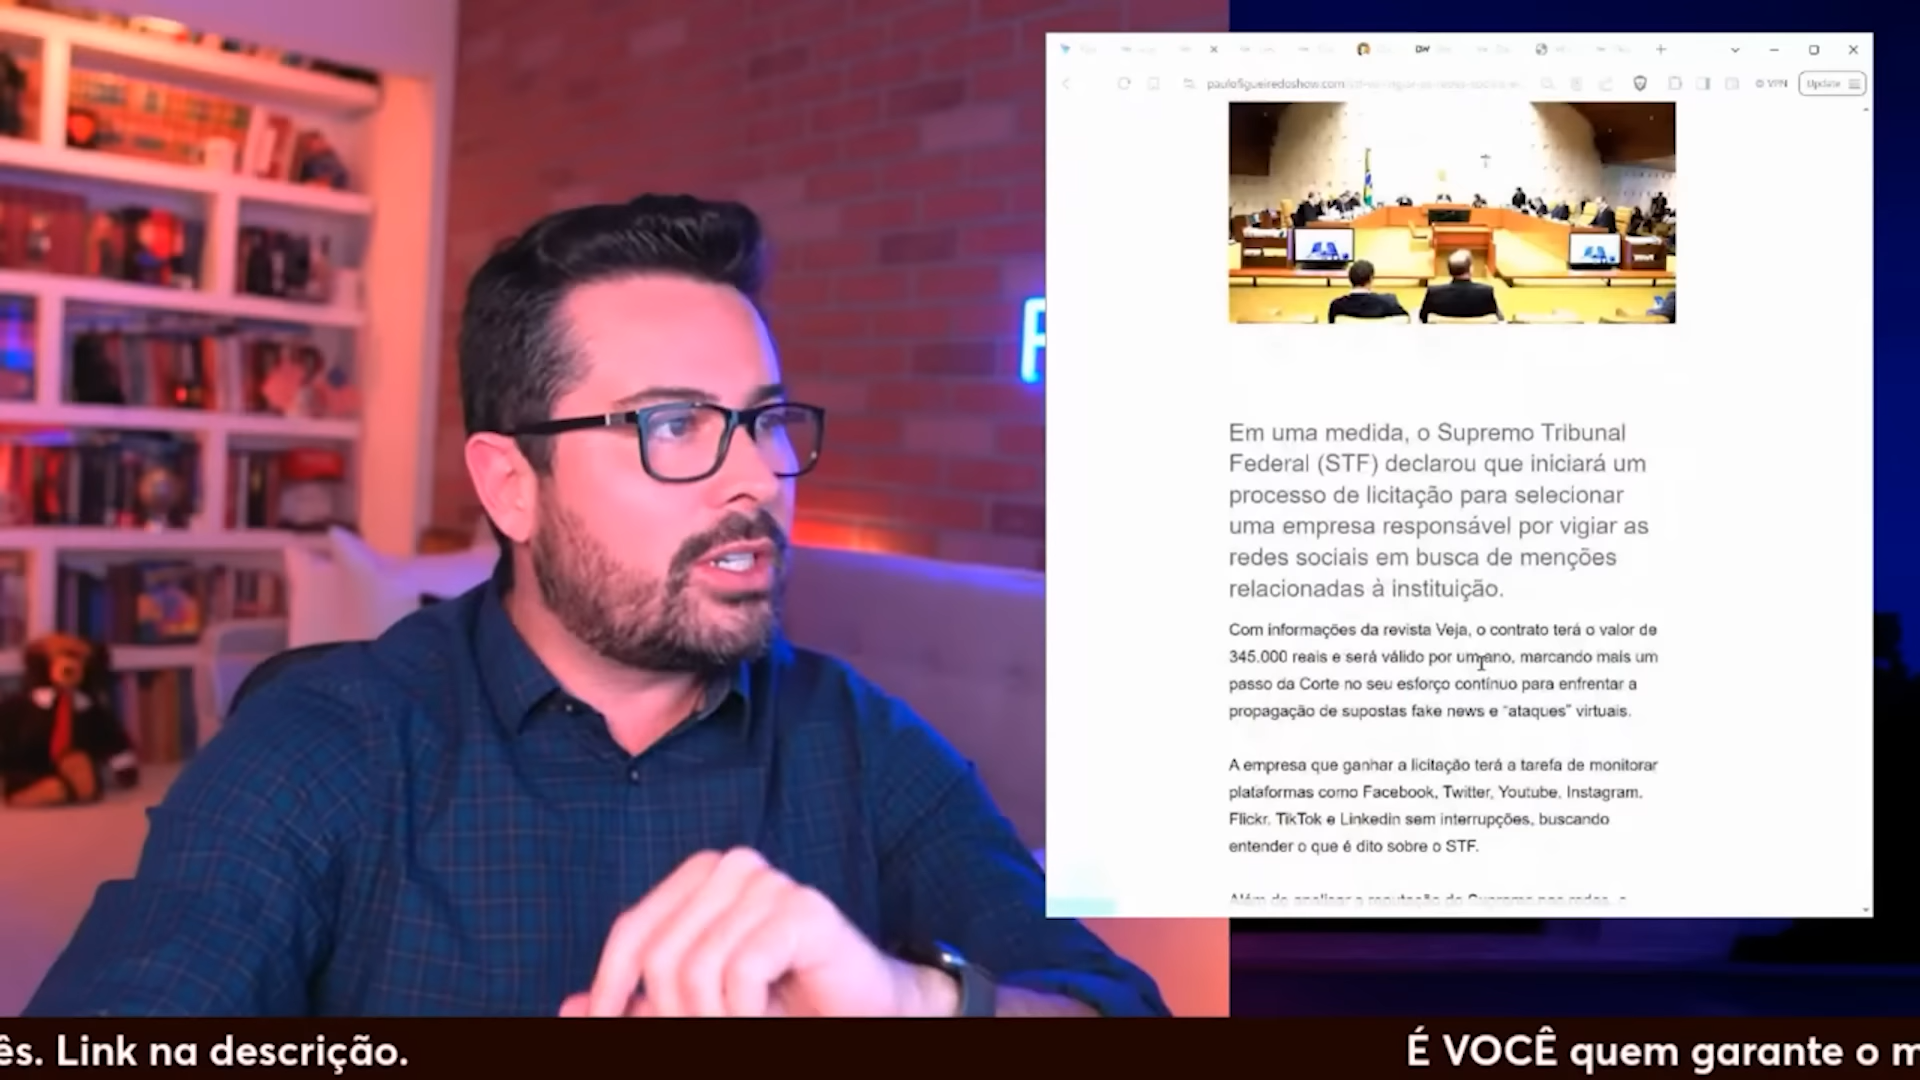 paulofigueiredoshow.com
VPN
Update
Em uma medida, o Supremo Tribunal
Federal (STF) declarou que iniciará um
processo de licitação para selecionar
uma empresa responsável por vigiar as
redes sociais em busca de menções
relacionadas à instituição.
Com informações da revista Veja, o contrato terá o valor de
345.000 reais e será válido por um ano, marcando mais um
passo da Corte no seu esforço contínuo para enfrentar a
propagação de supostas fake news e “ataques” virtuais.
A empresa que ganhar a licitação terá a tarefa de monitorar
plataformas como Facebook, Twitter, Youtube, Instagram,
Flickr, TikTok e Linkedin sem interrupções, buscando
entender o que é dito sobre o STF.
ês. Link na descrição.
É VOCÊ quem garante o m